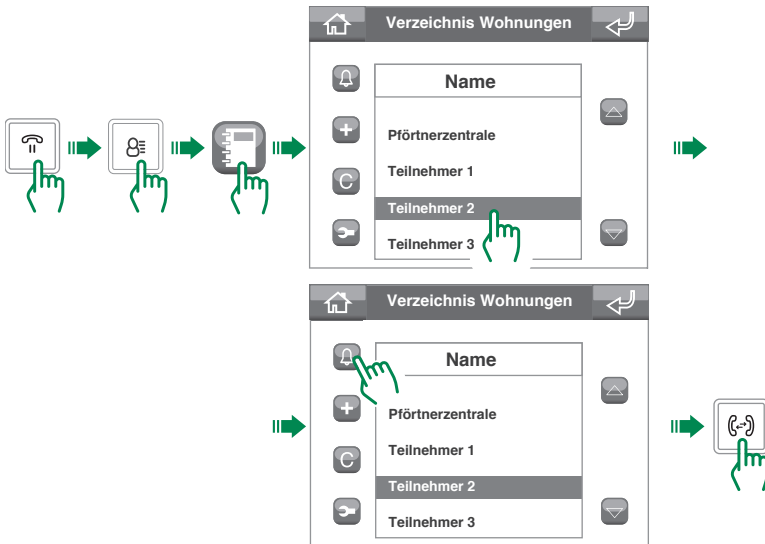 Verzeichnis Wohnungen
Name
Pförtnerzentrale
Teilnehmer 1
Teilnehmer 2
Teilnehmer 3
C
Verzeichnis Wohnungen
Name
Pförtnerzentrale
Teilnehmer 1
Teilnehmer 2
Teilnehmer 3
C